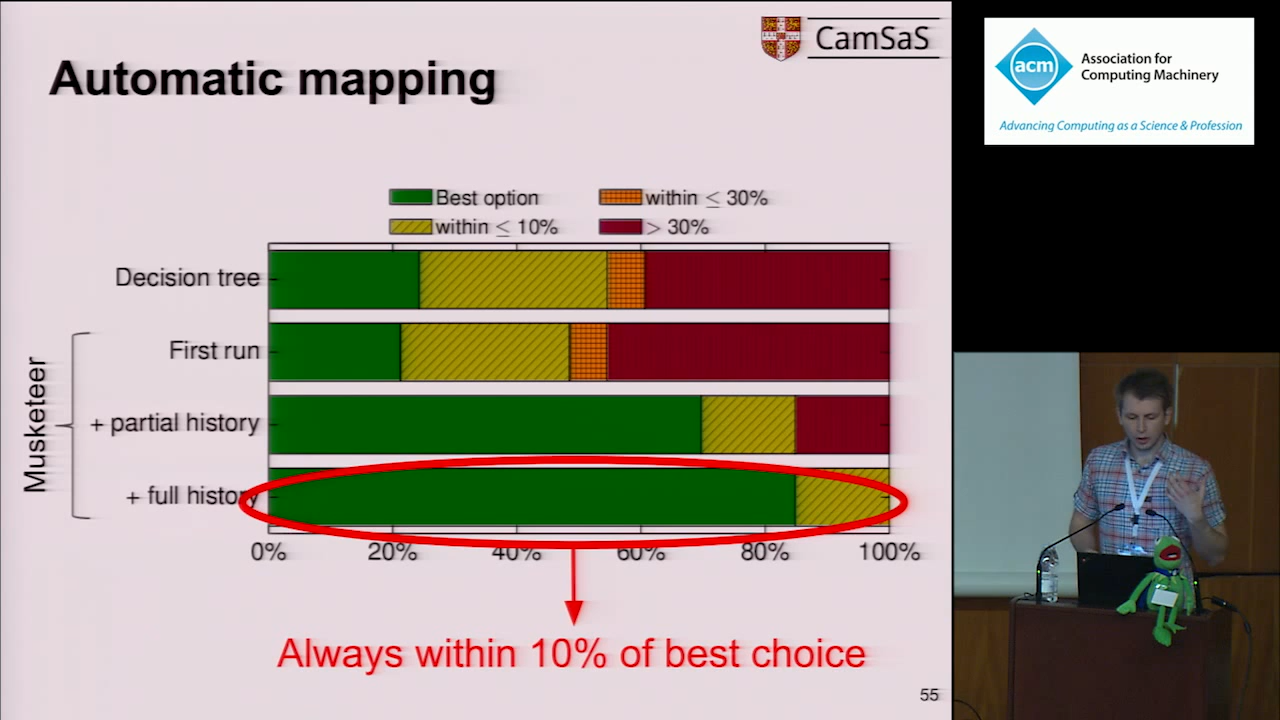 CamSaS
Automatic mapping
Best option
within ≤ 30%
within ≤ 10%
> 30%
Decision tree
First run
+ partial history
+ full history
Musketeer
0% 20% 40% 60% 80% 100%
Always within 10% of best choice
55
acm
Association for
Computing Machinery
Advancing Computing as a Science & Profession